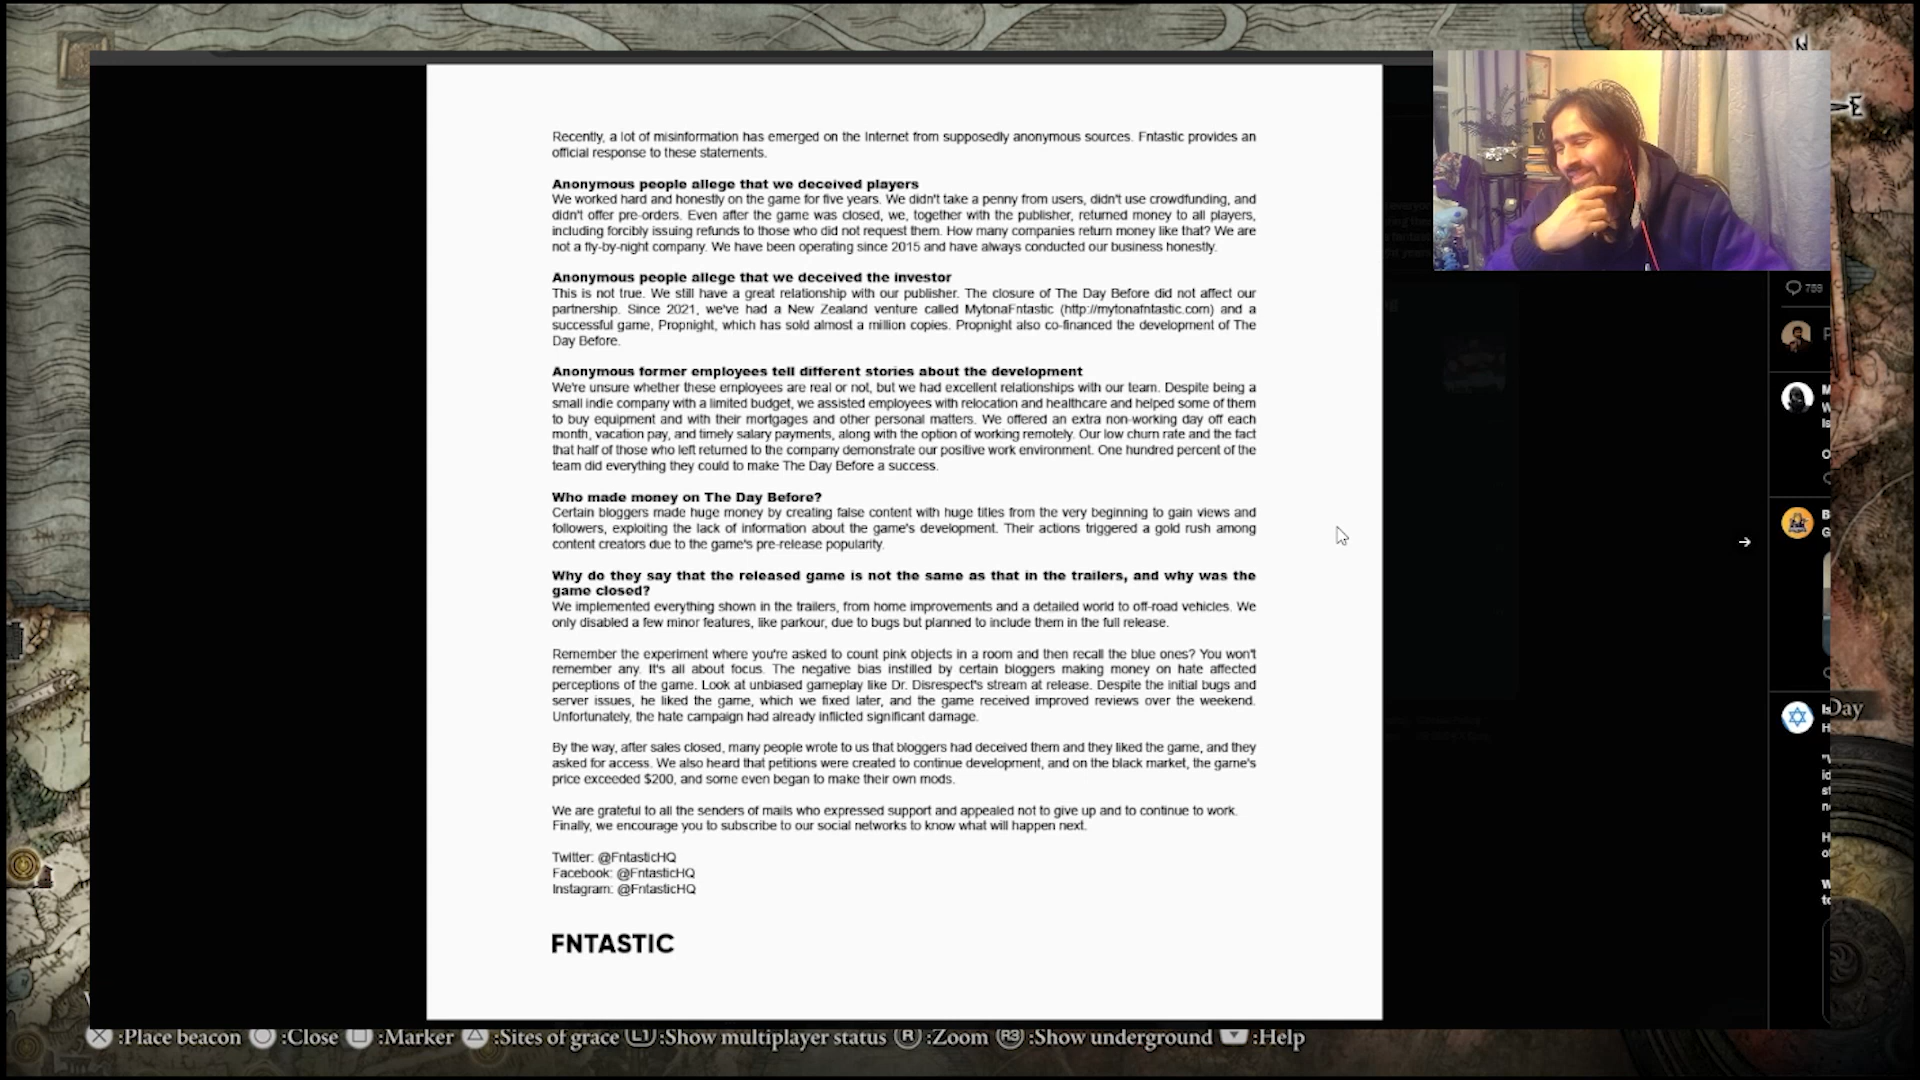 Recently, a lot of misinformation has emerged on the Internet from supposedly anonymous sources. Fntastic provides an
official response to these statements.
Anonymous people allege that we deceived players
We worked hard and honestly on the game for five years. We didn't take a penny from users, didn't use crowdfunding, and
didn't offer pre-orders. Even after the game was closed, we, together with the publisher, returned money to all players,
including forcibly issuing refunds to those who did not request them. How many companies return money like that? We are
not a fly-by-night company. We have been operating since 2015 and have always conducted our business honestly.
Anonymous people allege that we deceived the investor
This is not true. We still have a great relationship with our publisher. The closure of The Day Before did not affect our
partnership. Since 2021, we've had a New Zealand venture called MytonaFntastic (http://mytonafntastic.com) and a
successful game, Propnight, which has sold almost a million copies. Propnight also co-financed the development of The
Day Before.
Anonymous former employees tell different stories about the development
We're unsure whether these employees are real or not, but we had excellent relationships with our team. Despite being a
small indie company with a limited budget, we assisted employees with relocation and healthcare and helped some of them
to buy equipment and with their mortgages and other personal matters. We offered an extra non-working day off each
month, vacation pay, and timely salary payments, along with the option of working remotely. Our low churn rate and the fact
that half of those who left returned to the company demonstrate our positive work environment. One hundred percent of the
team did everything they could to make The Day Before a success.
Who made money on The Day Before?
Certain bloggers made huge money by creating false content with huge titles from the very beginning to gain views and
followers, exploiting the lack of information about the game's development. Their actions triggered a gold rush among
content creators due to the game's pre-release popularity.
Why do they say that the released game is not the same as that in the trailers, and why was the
game closed?
We implemented everything shown in the trailers, from home improvements and a detailed world to off-road vehicles. We
only disabled a few minor features, like parkour, due to bugs but planned to include them in the full release.
Remember the experiment where you're asked to count pink objects in a room and then recall the blue ones? You won't
remember any. It's all about focus. The negative bias instilled by certain bloggers making money on hate affected
perceptions of the game. Look at unbiased gameplay like Dr. Disrespect's stream at release. Despite the initial bugs and
server issues, he liked the game, which we fixed later, and the game received improved reviews over the weekend.
Unfortunately, the hate campaign had already inflicted significant damage.
By the way, after sales closed, many people wrote to us that bloggers had deceived them and they liked the game, and they
asked for access. We also heard that petitions were created to continue development, and on the black market, the game's
price exceeded $200, and some even began to make their own mods.
We are grateful to all the senders of mails who expressed support and appealed not to give up and to continue to work.
Finally, we encourage you to subscribe to our social networks to know what will happen next.
Twitter: @FntasticHQ
Facebook: @FntasticHQ
Instagram: @FntasticHQ
FNTASTIC
759
Day
:Place beacon :Close :Marker :Sites of grace L1 :Show multiplayer status R :Zoom R3 :Show underground :Help